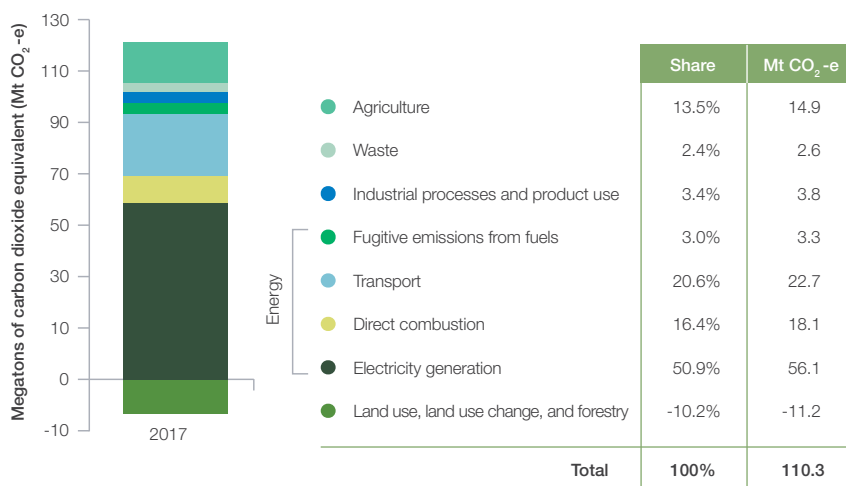 Megatons of carbon dioxide equivalent (Mt CO₂-e)
130
110
90
70
50
30
10
0
-10
2017
Share Mt CO₂-e
Agriculture 13.5% 14.9
Waste 2.4% 2.6
Industrial processes and product use 3.4% 3.8
Energy
Fugitive emissions from fuels 3.0% 3.3
Transport 20.6% 22.7
Direct combustion 16.4% 18.1
Electricity generation 50.9% 56.1
Land use, land use change, and forestry -10.2% -11.2
Total 100% 110.3